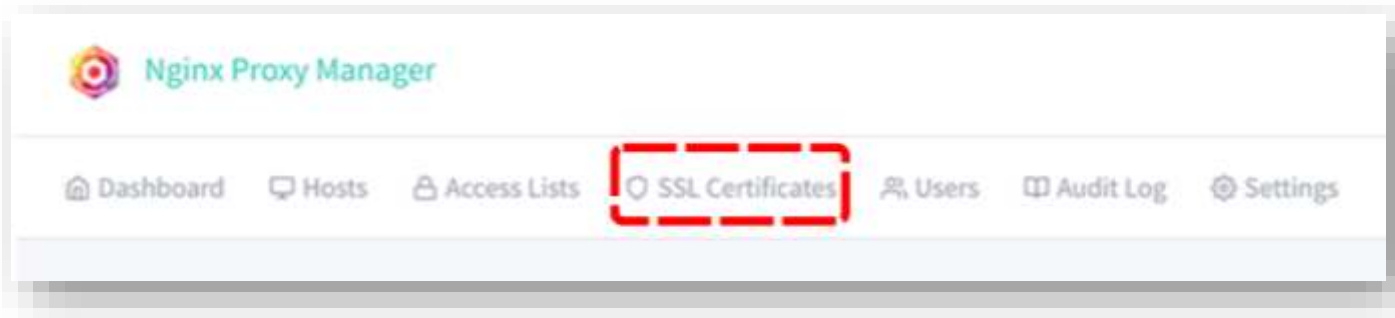 Nginx Proxy Manager
Dashboard Hosts Access Lists SSL Certificates Users Audit Log Settings